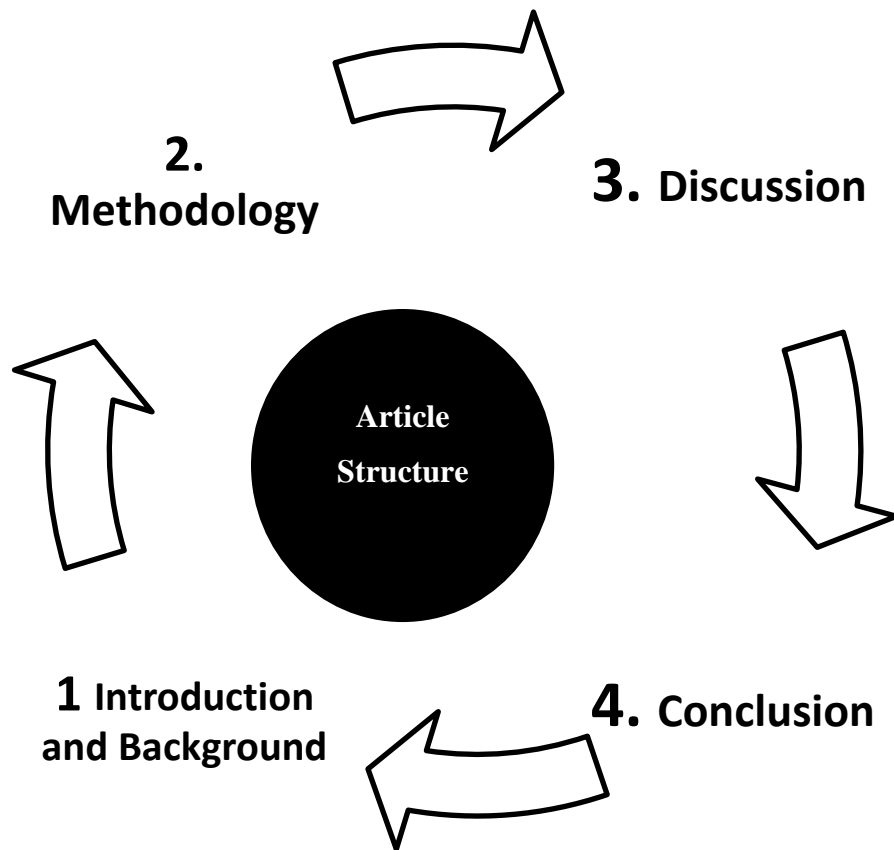 2.
Methodology
3. Discussion
Article
Structure
1 Introduction
and Background
4. Conclusion